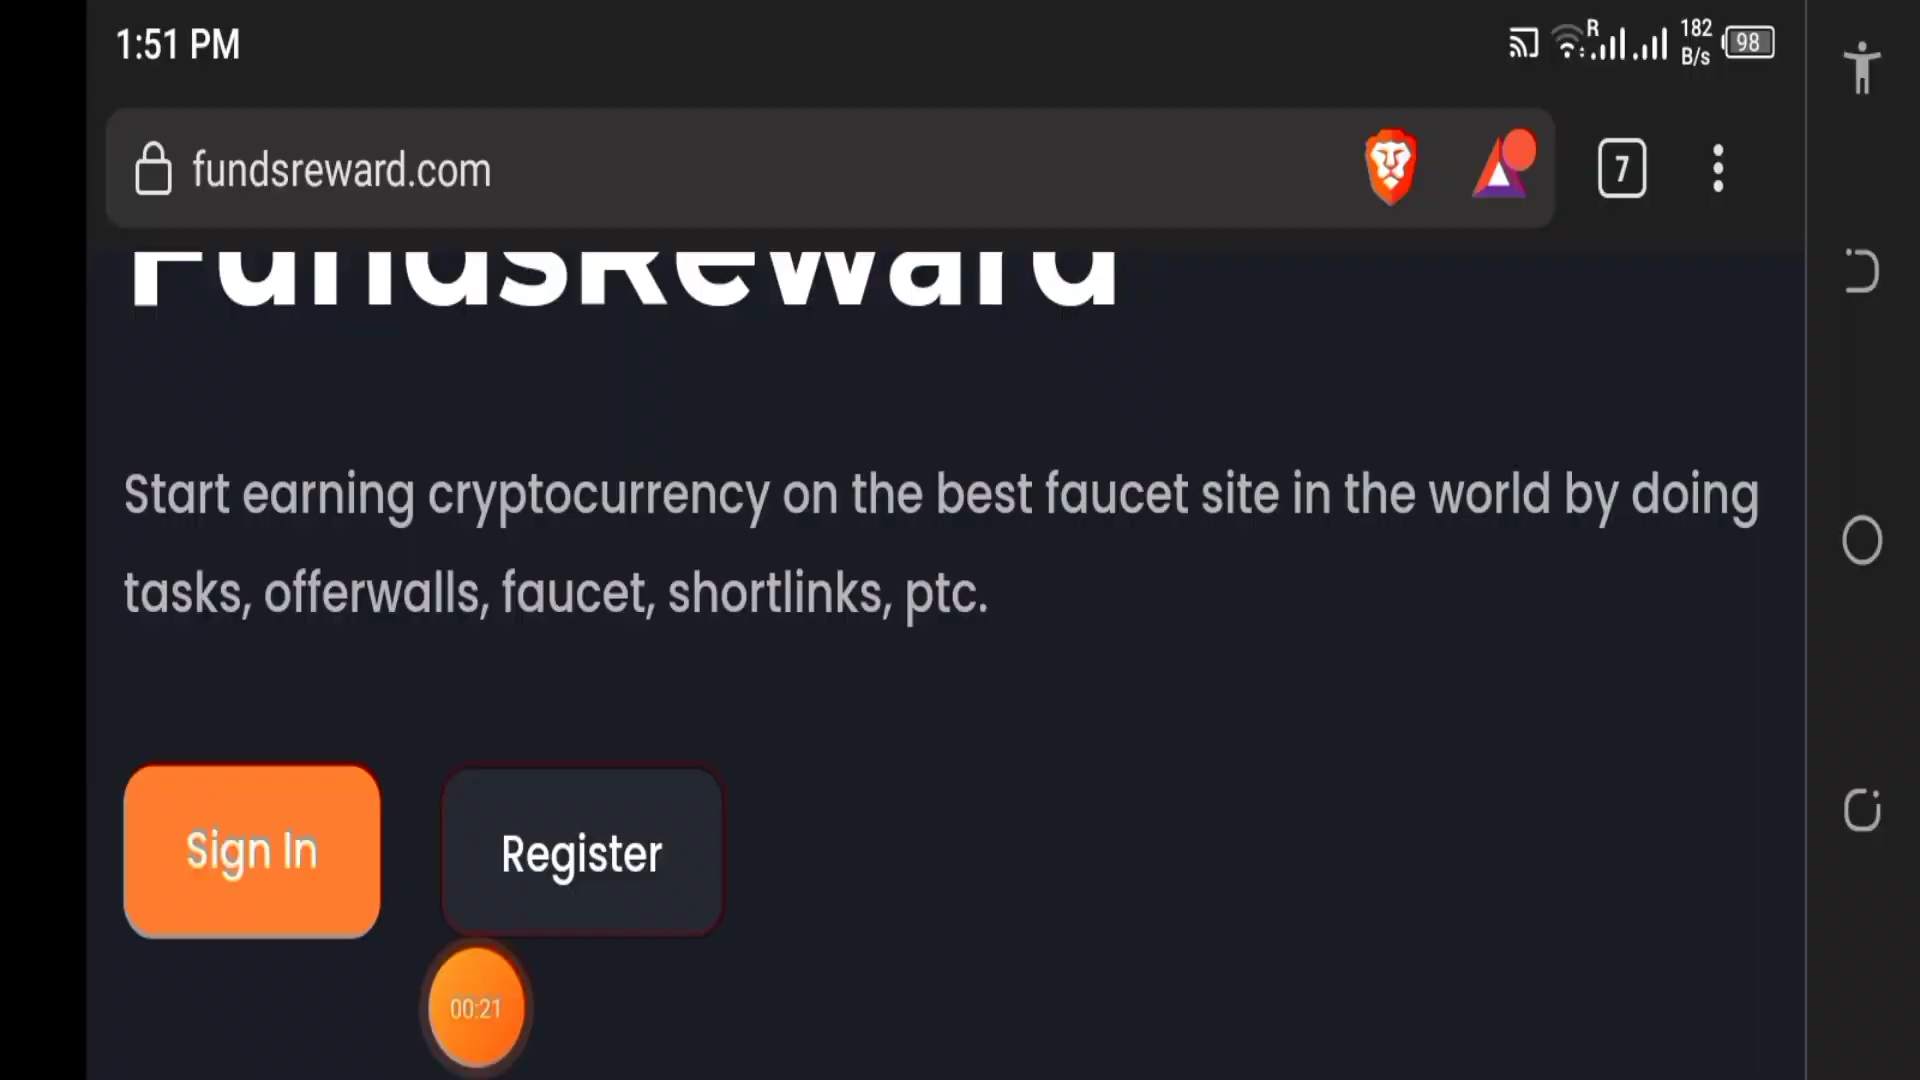 1:51 PM
R
182
B/s
98
fundsreward.com
7
FundsReward
Start earning cryptocurrency on the best faucet site in the world by doing
tasks, offerwalls, faucet, shortlinks, ptc.
Sign In
Register
00:21